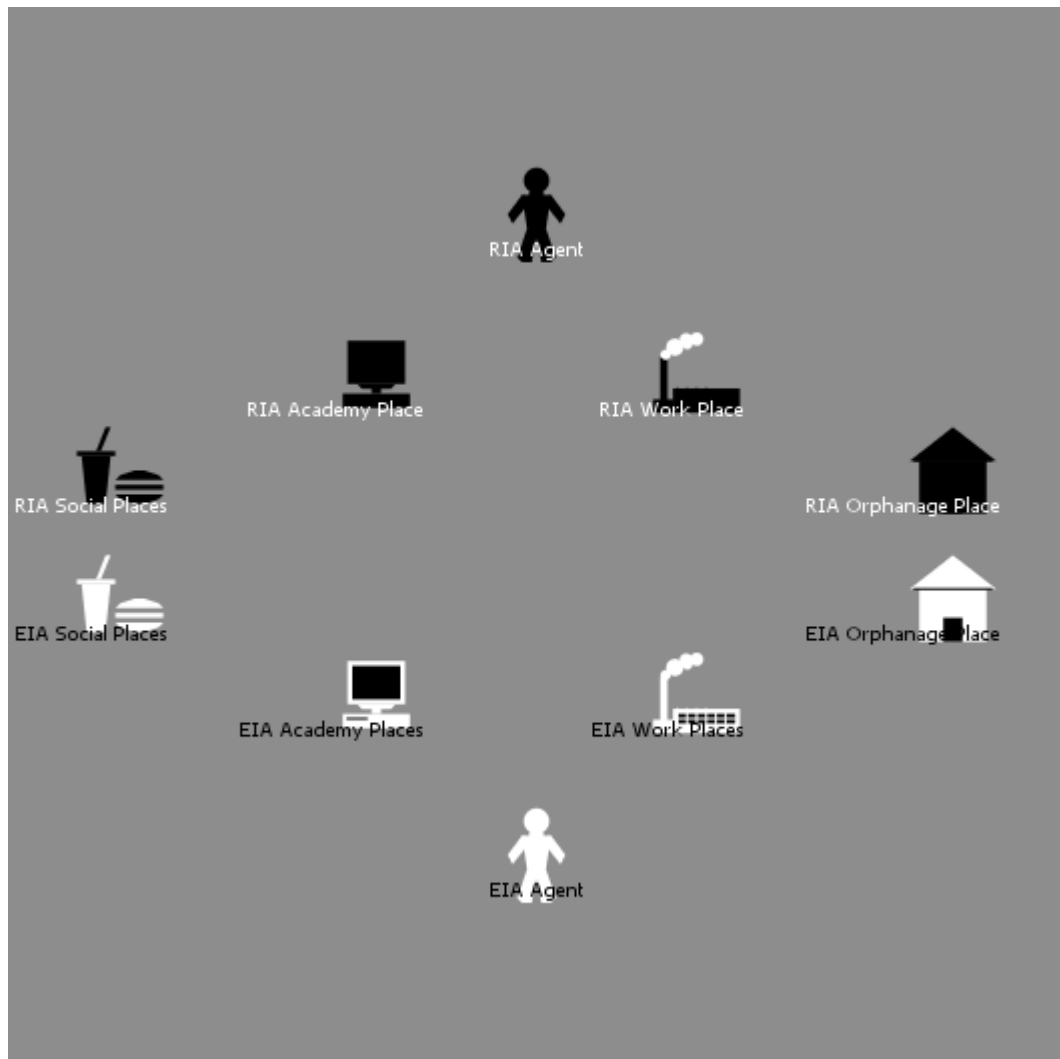 RIA Agent
RIA Academy Place
RIA Work Place
RIA Social Places
RIA Orphanage Place
EIA Social Places
EIA Orphanage Place
EIA Academy Places
EIA Work Places
EIA Agent